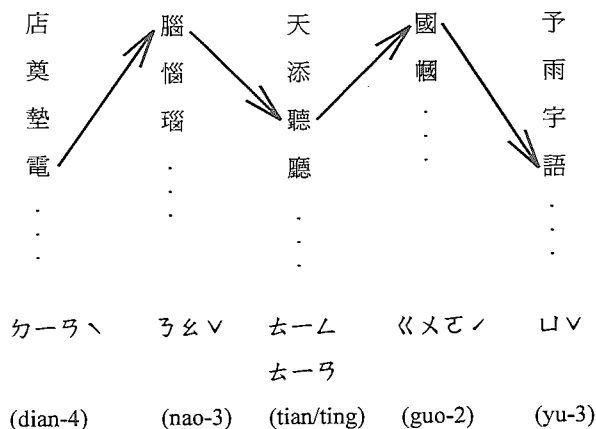 店 腦 天 國 予
奠 惱 添 幗 雨
墊 瑙 聽 . 宇
電 . 廳 . 語
. . . . .
. . . .
. . .
ㄉㄧㄢˋ ㄋㄠˇ ㄊㄧㄥ ㄍㄨㄛˊ ㄩˇ
ㄊㄧㄢ
(dian-4) (nao-3) (tian/ting) (guo-2) (yu-3)